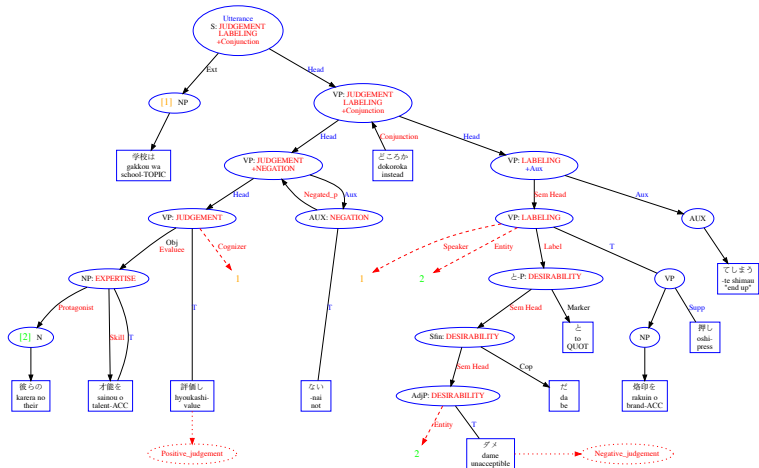 Utterance
S: JUDGEMENT
LABELING
+Conjunction
Ext
Head
[1] NP
VP: JUDGEMENT
LABELING
+Conjunction
Head
Conjunction
Head
学校は
gakkou wa
school-TOPIC
VP: JUDGEMENT
+NEGATION
どころか
dokoroka
instead
VP: LABELING
+Aux
Head
Negated_p
Aux
Sem Head
Aux
VP: JUDGEMENT
AUX: NEGATION
VP: LABELING
AUX
Obj
Evaluee
Cognizer
Speaker
Entity
Label
T
NP: EXPERTISE
1
1
2
と-P: DESIRABILITY
VP
てしまう
-te shimau
"end up"
Protagonist
Skill
T
T
T
Sem Head
Marker
Supp
[2] N
Sfin: DESIRABILITY
と
to
QUOT
NP
押し
oshi-
press
Sem Head
Cop
彼らの
karera no
their
才能を
sainou o
talent-ACC
評価し
hyoukashi-
value
ない
-nai
not
AdjP: DESIRABILITY
だ
da
be
烙印を
rakuin o
brand-ACC
Entity
T
Positive_judgement
2
ダメ
dame
unacceptable
Negative_judgement